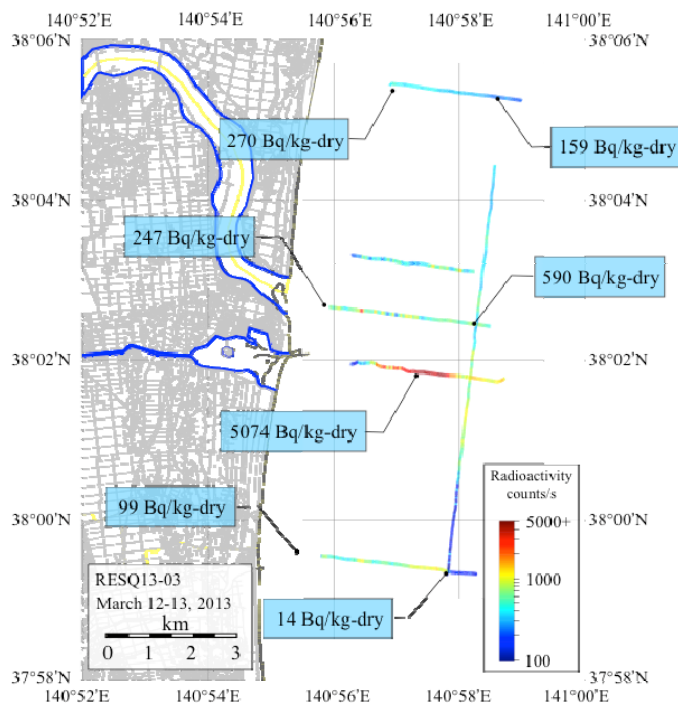 140°52'E 140°54'E 140°56'E 140°58'E 141°00'E
38°06'N 38°06'N
270 Bq/kg-dry 159 Bq/kg-dry
38°04'N 38°04'N
247 Bq/kg-dry
590 Bq/kg-dry
38°02'N 38°02'N
5074 Bq/kg-dry
Radioactivity
counts/s
99 Bq/kg-dry
38°00'N 38°00'N
5000+
1000
100
RESQ13-03
March 12-13, 2013
km
0 1 2 3
14 Bq/kg-dry
37°58'N 37°58'N
140°52'E 140°54'E 140°56'E 140°58'E 141°00'E